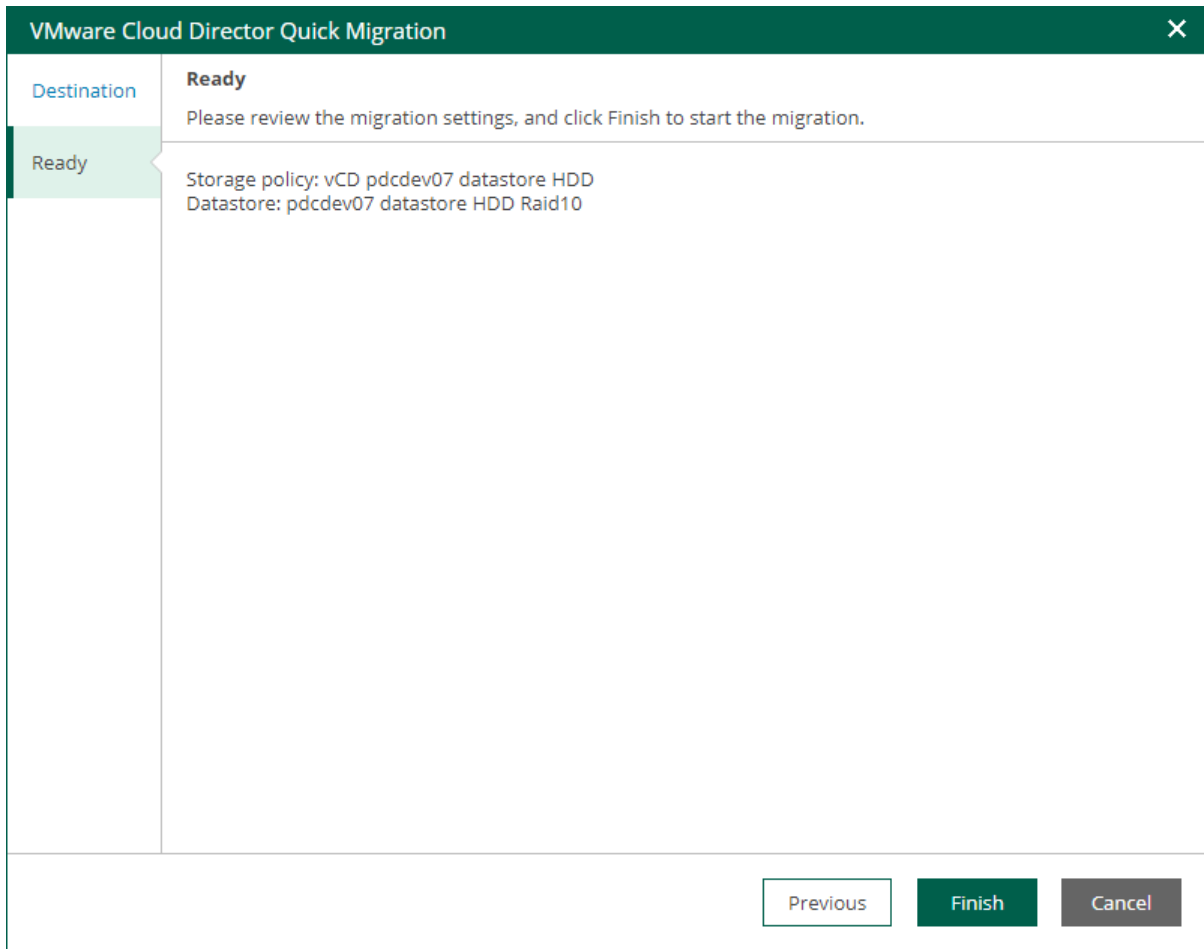 VMware Cloud Director Quick Migration
Destination
Ready
Ready
Please review the migration settings, and click Finish to start the migration.
Storage policy: vCD pdcdev07 datastore HDD
Datastore: pdcdev07 datastore HDD Raid10
Previous
Finish
Cancel